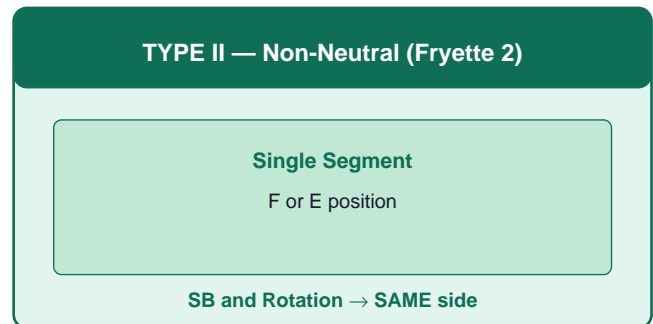 TYPE II — Non-Neutral (Fryette 2)
Single Segment
F or E position
SB and Rotation → SAME side